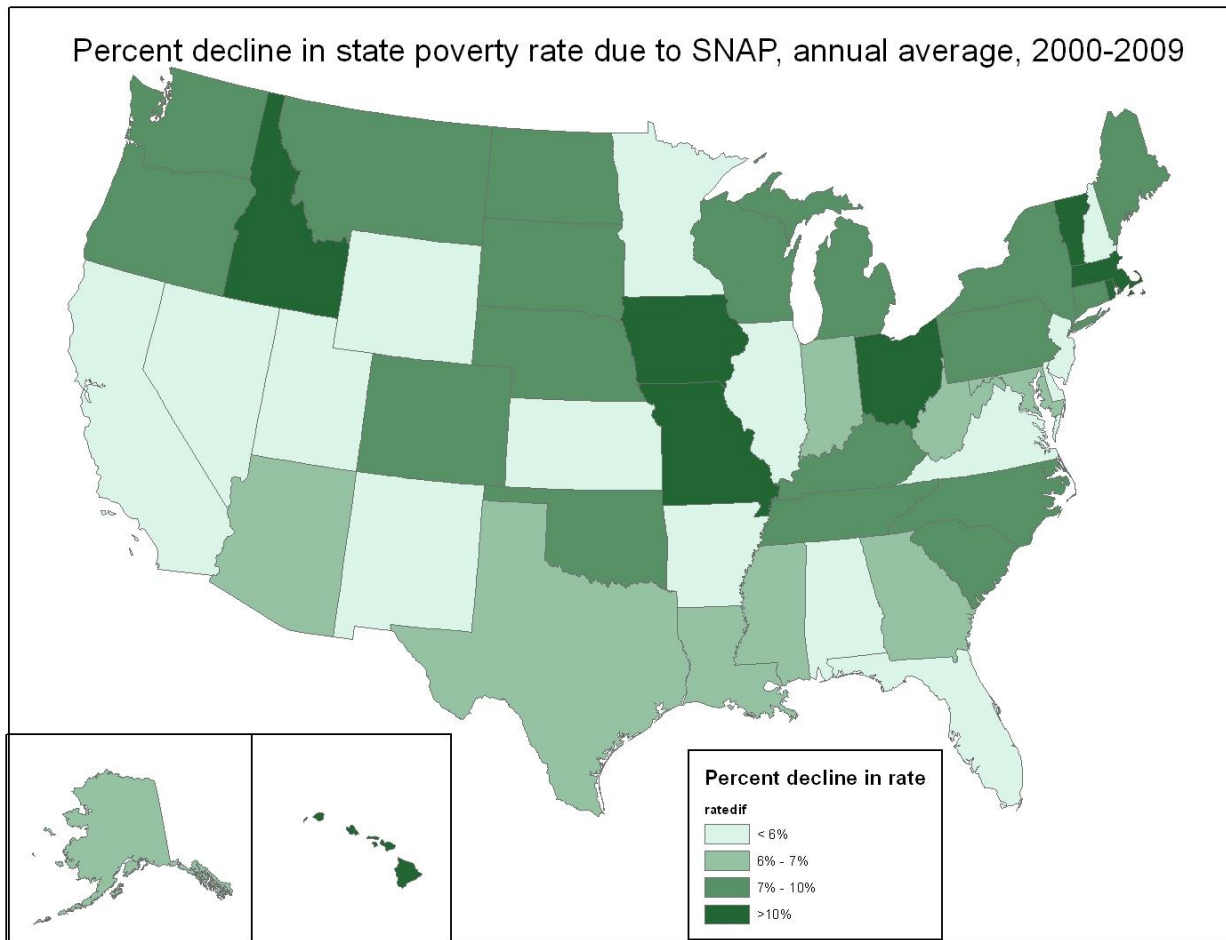 Percent decline in state poverty rate due to SNAP, annual average, 2000-2009
Percent decline in rate
ratedif
< 6%
6% - 7%
7% - 10%
>10%